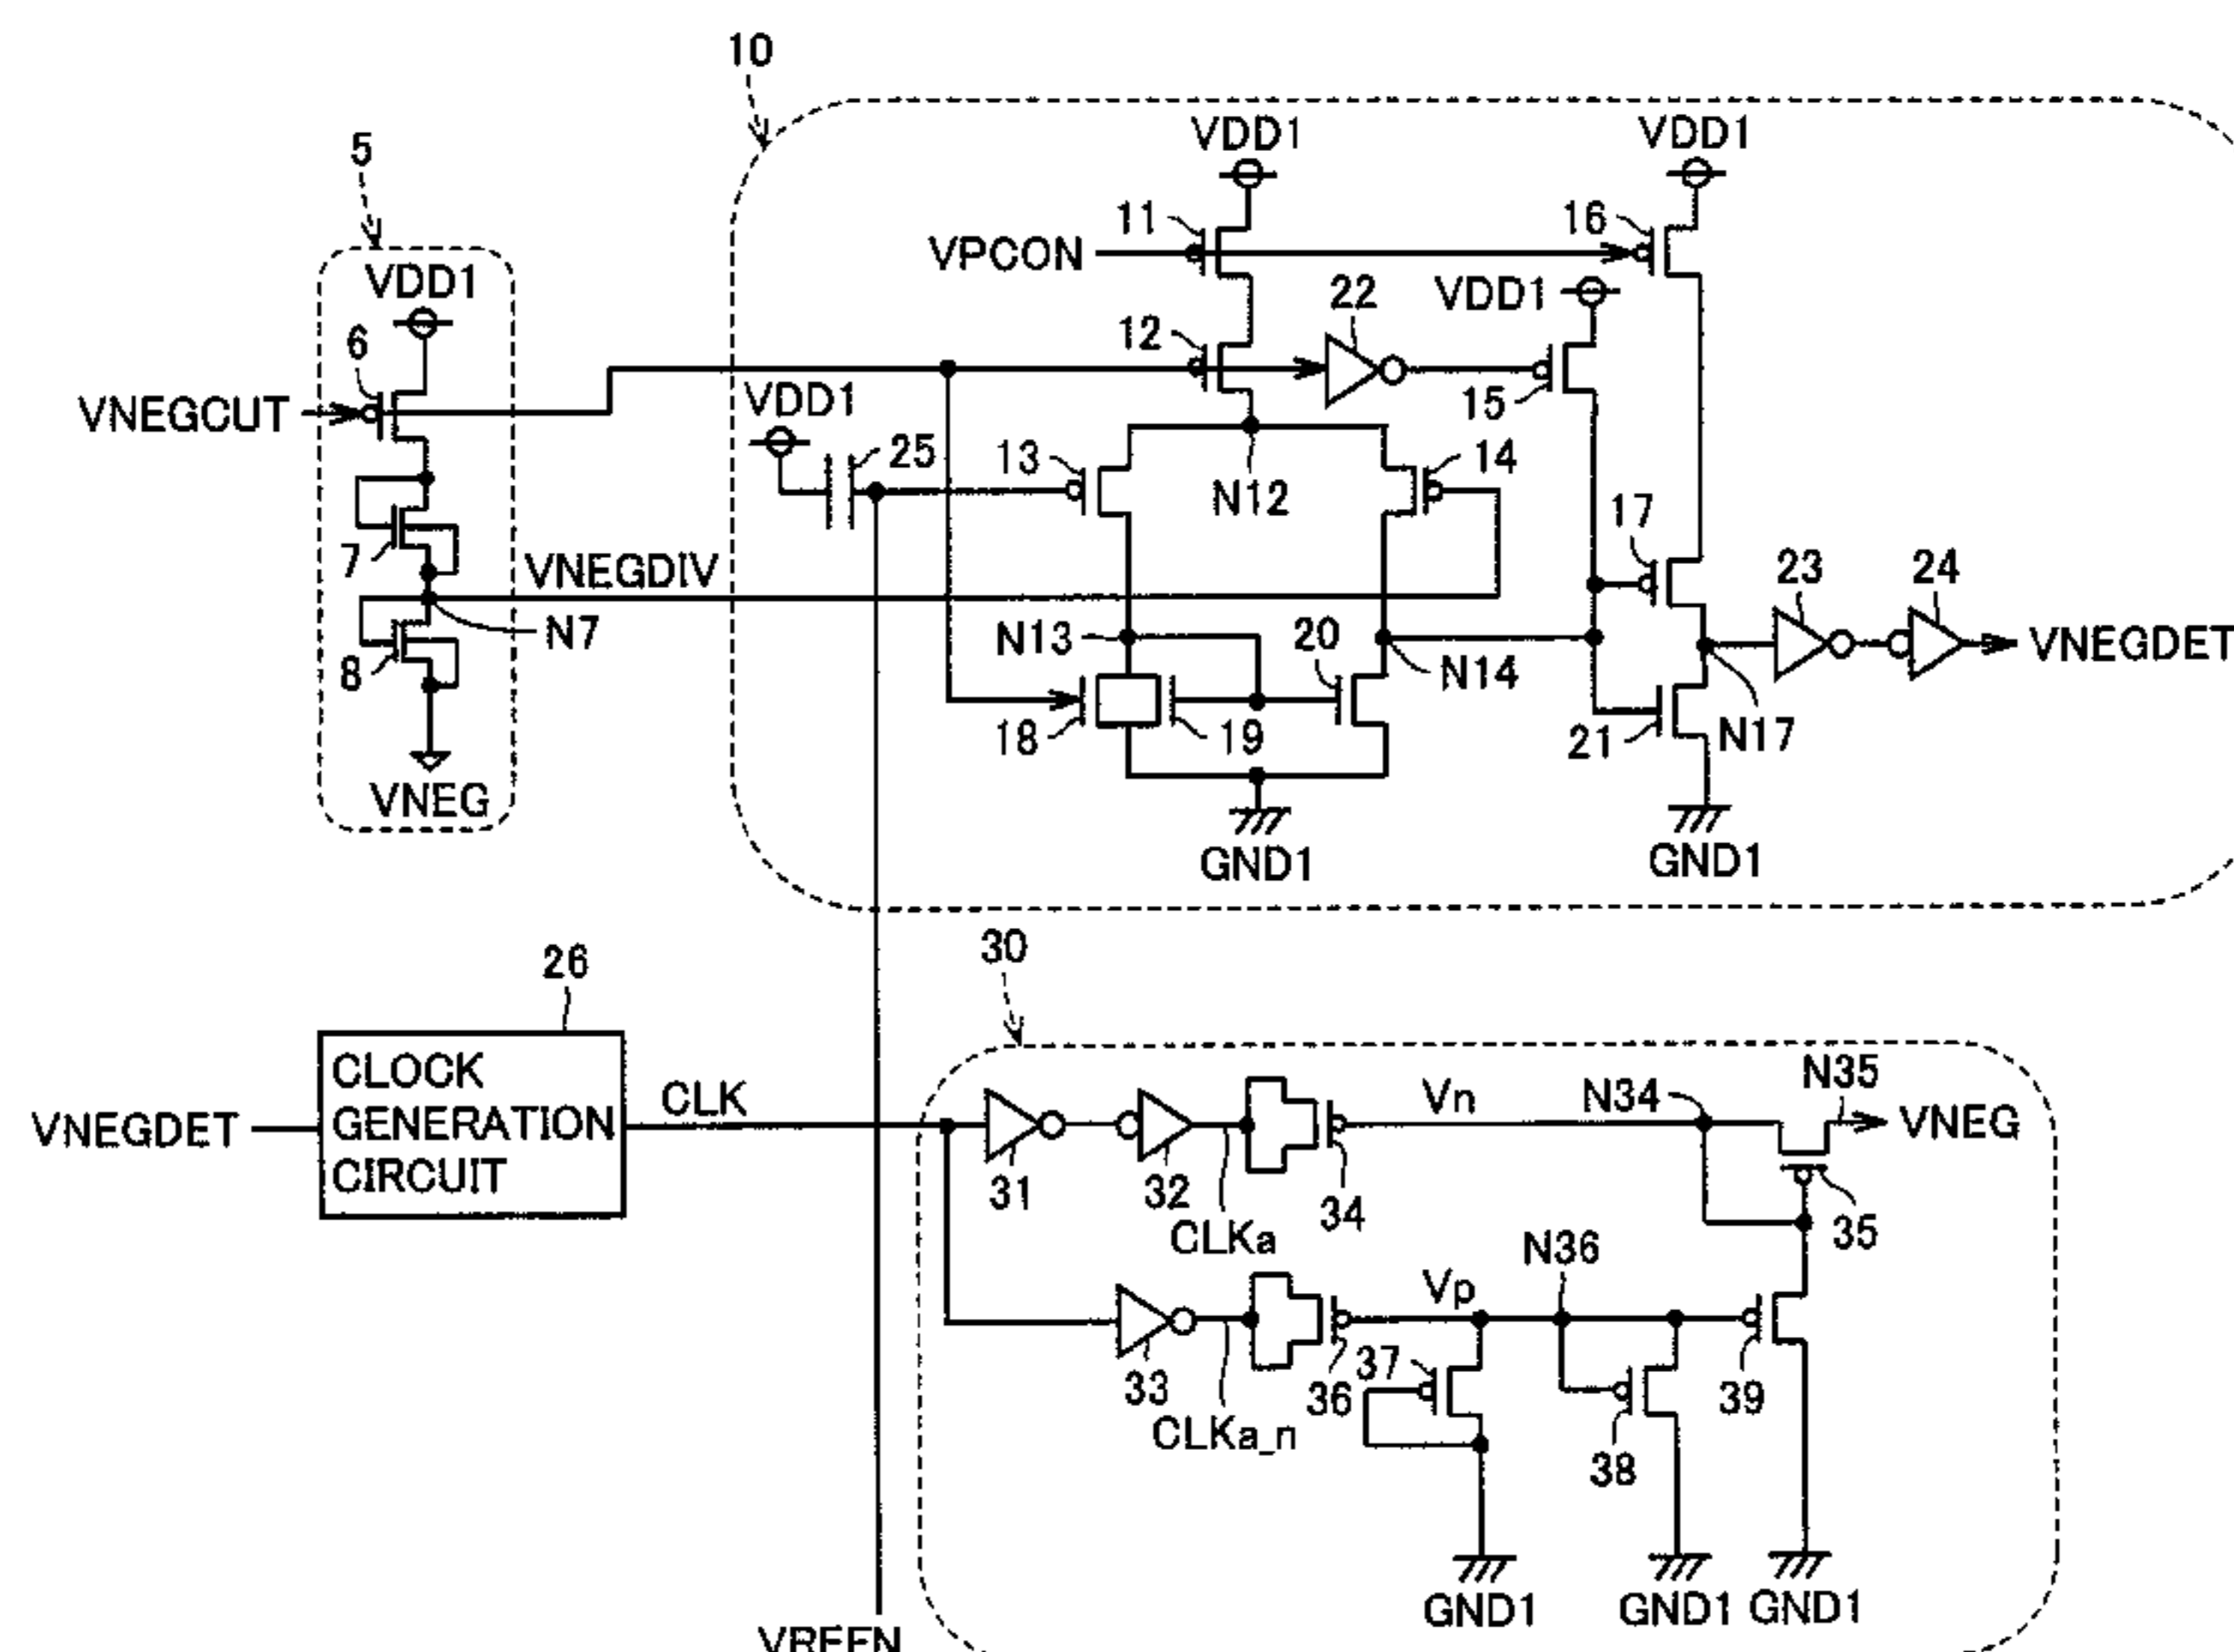 10
VDD1
VDD1
5
11
16
VPCON
VDD1
VDD1
22
6
12
VDD1
VNEGCUT
15
25
13
14
N12
17
7
VNEGDIV
23
24
N7
N13
20
N14
VNEGDET
8
18
19
21
N17
VNEG
GND1
GND1
26
30
CLOCK
GENERATION
CIRCUIT
VNEGDET
CLK
Vn
N34
N35
VNEG
31
32
34
35
CLKa
N36
Vp
37
33
36
39
CLKa_n
38
GND1
GND1
GND1